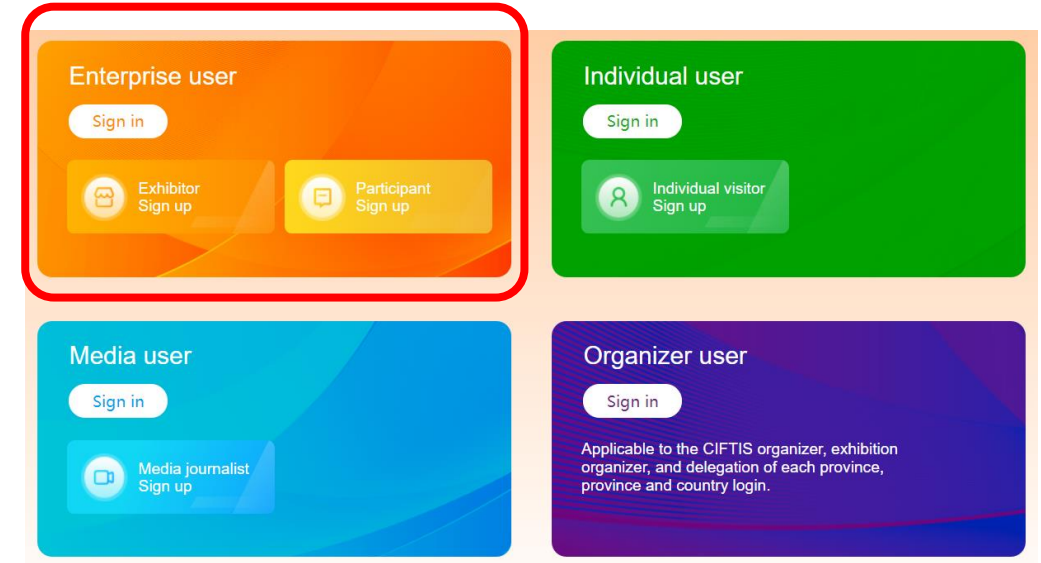 Enterprise user
Sign in
Exhibitor
Sign up
Participant
Sign up
Individual user
Sign in
Individual visitor
Sign up
Media user
Sign in
Media journalist
Sign up
Organizer user
Sign in
Applicable to the CIFTIS organizer, exhibition
organizer, and delegation of each province,
province and country login.